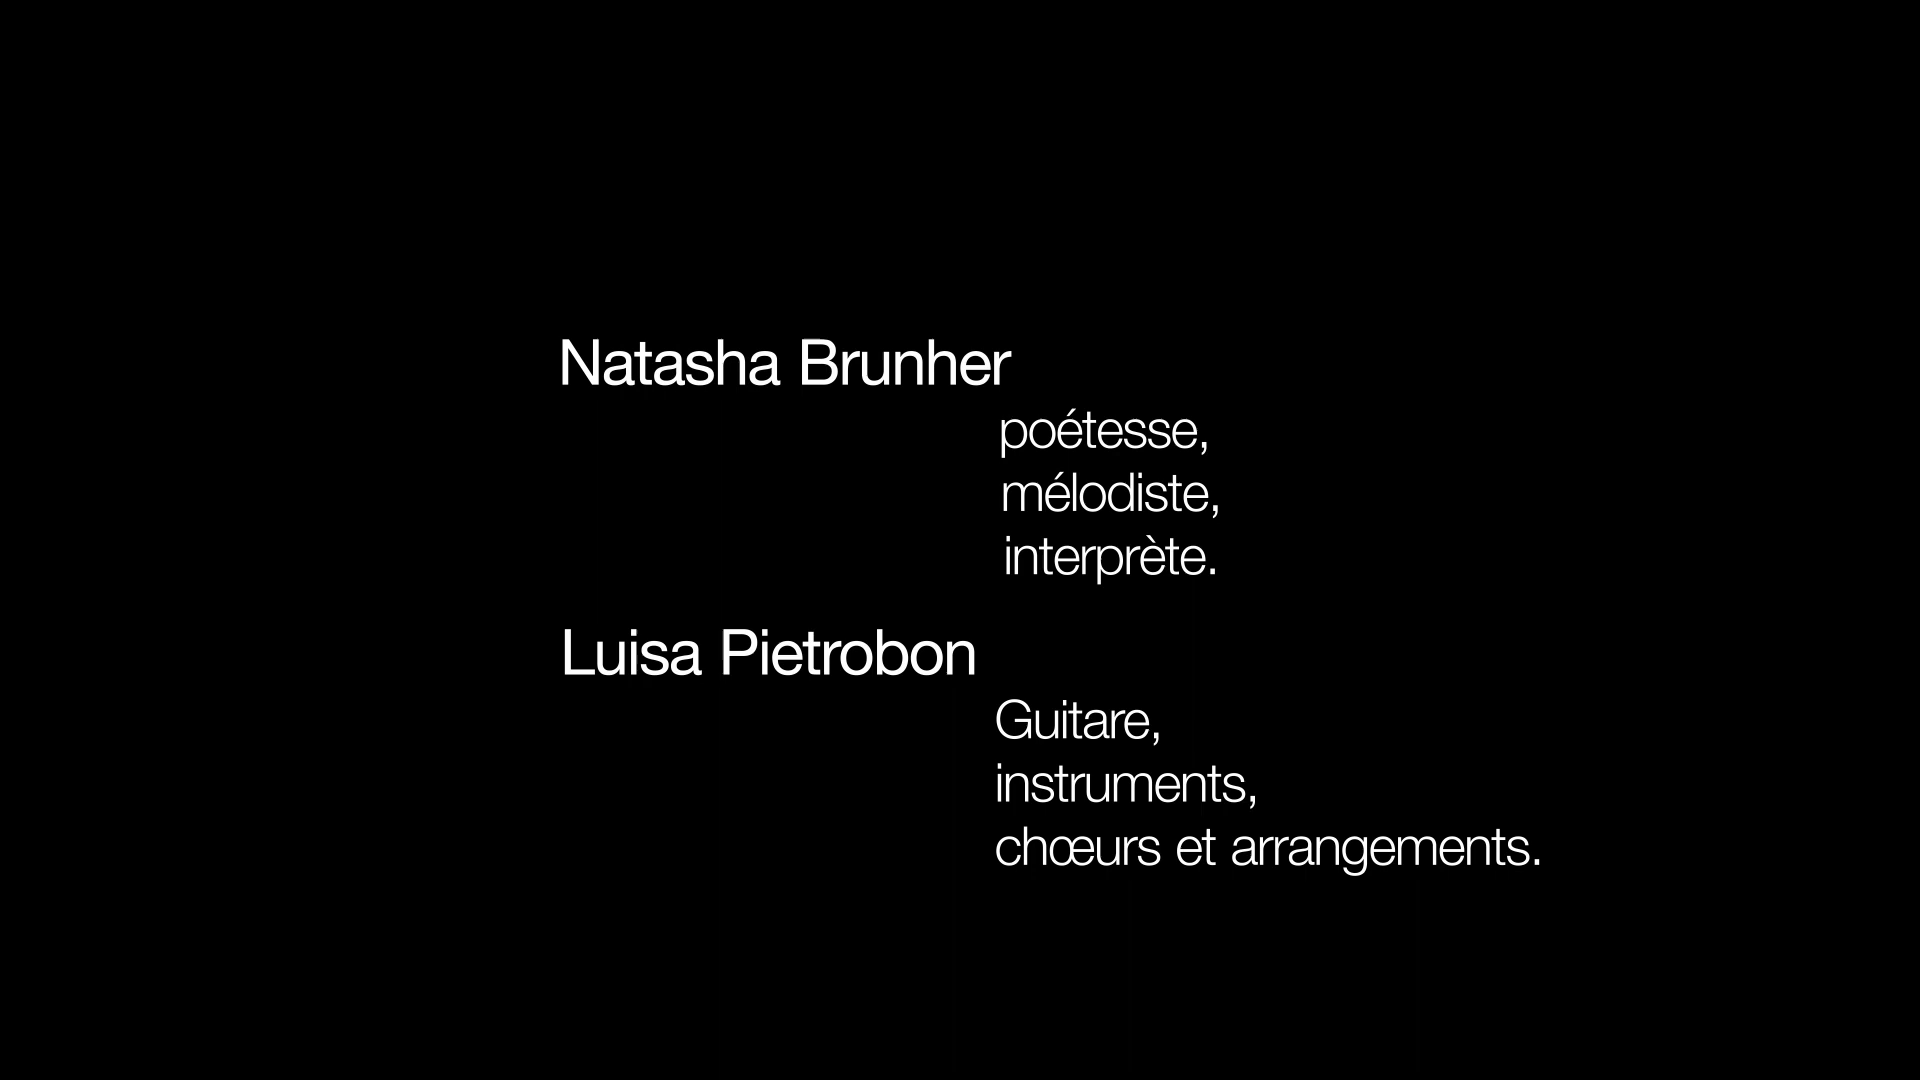 Natasha Brunher
poétesse,
mélodiste,
interprète.
Luisa Pietrobon
Guitare,
instruments,
chœurs et arrangements.